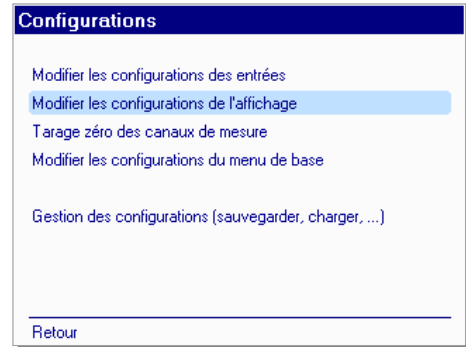 Configurations
Modifier les configurations des entrées
Modifier les configurations de l'affichage
Tarage zéro des canaux de mesure
Modifier les configurations du menu de base
Gestion des configurations (sauvegarder, charger, ...)
Retour